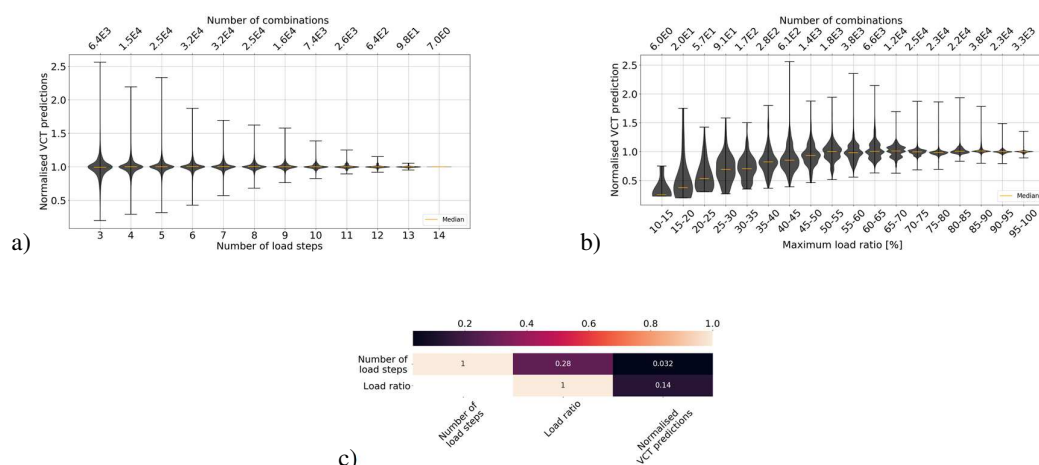 Number of combinations
6.4E3 1.5E4 2.5E4 3.2E4 3.2E4 2.5E4 1.6E4 7.4E3 2.6E3 6.4E2 9.8E1 7.0E0
Normalised VCT predictions
2.5
2.0
1.5
1.0
0.5
Median
3 4 5 6 7 8 9 10 11 12 13 14
Number of load steps
a)
Number of combinations
6.0E0 2.0E1 5.7E1 9.1E1 1.7E2 2.8E2 6.1E2 1.4E3 1.8E3 3.8E3 6.6E3 1.2E4 2.5E4 2.3E4 2.2E4 3.8E4 2.3E4 3.3E3
Normalised VCT prediction
2.5
2.0
1.5
1.0
0.5
Median
10-15 15-20 20-25 25-30 30-35 35-40 40-45 45-50 50-55 55-60 60-65 65-70 70-75 75-80 80-85 85-90 90-95 95-100
Maximum load ratio [%]
b)
0.2 0.4 0.6 0.8 1.0
Number of
load steps
1 0.28 0.032
Load ratio
1 0.14
Number of
load steps
Load ratio
Normalised
VCT predictions
c)